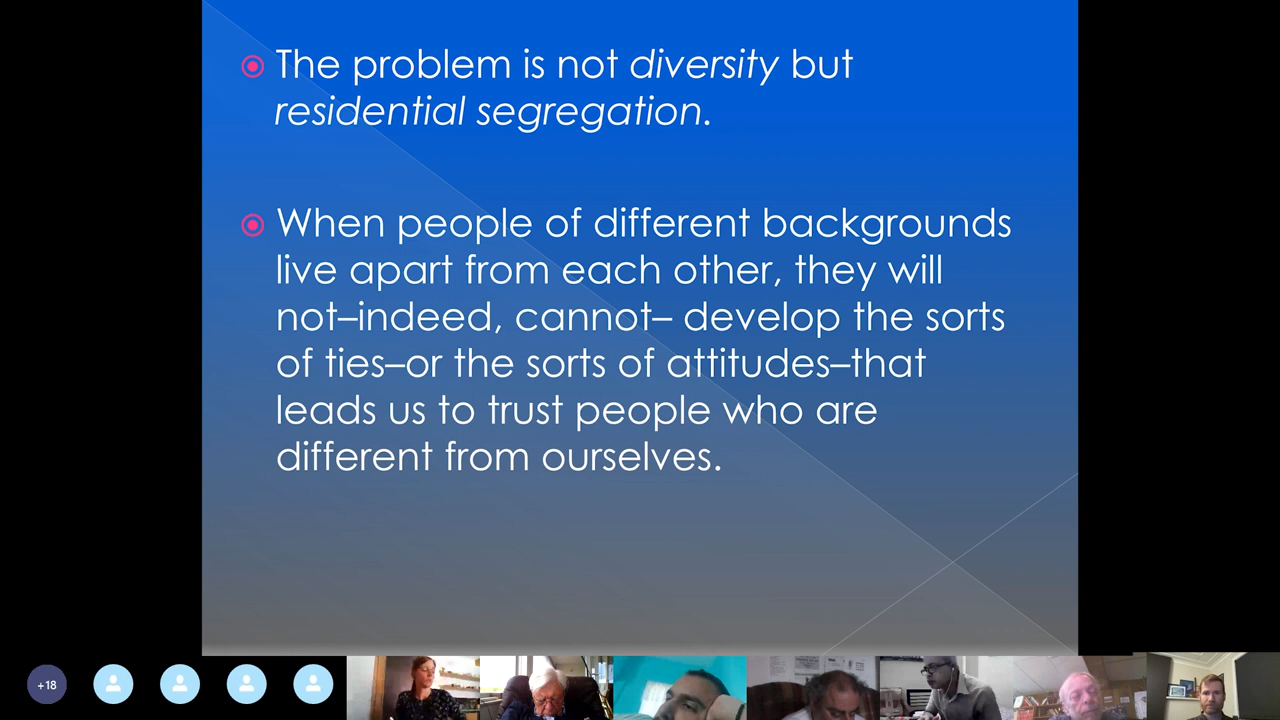 The problem is not diversity but
residential segregation.
When people of different backgrounds
live apart from each other, they will
not–indeed, cannot– develop the sorts
of ties–or the sorts of attitudes–that
leads us to trust people who are
different from ourselves.
+18